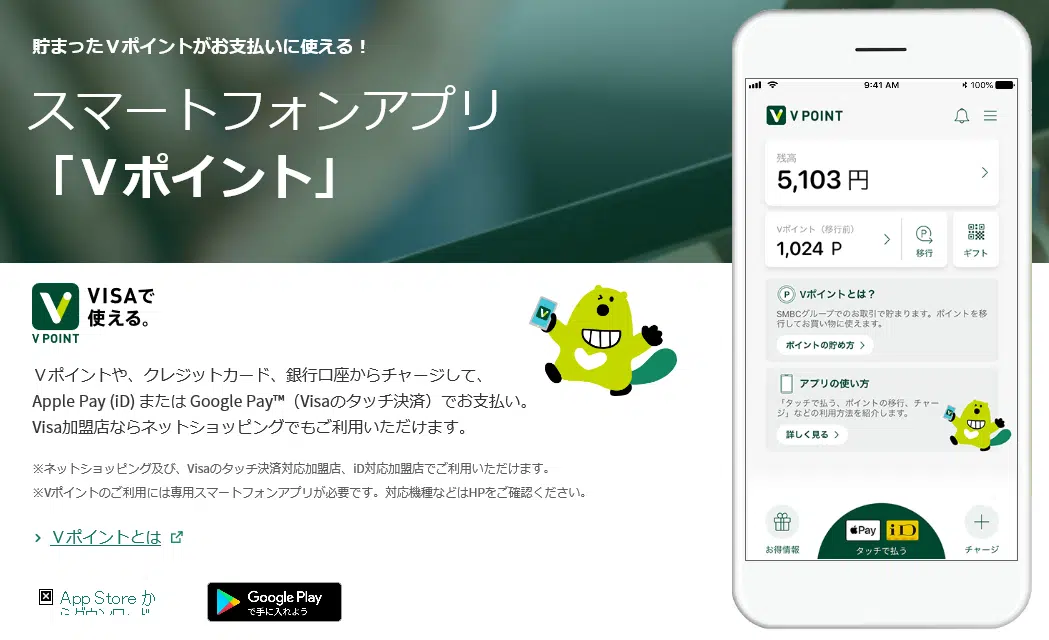 貯まったＶポイントがお支払いに使える！
スマートフォンアプリ
「Ｖポイント」
VISAで
使える。
V POINT
Ｖポイントや、クレジットカード、銀行口座からチャージして、
Apple Pay (iD) または Google Pay™（Visaのタッチ決済）でお支払い。
Visa加盟店ならネットショッピングでもご利用いただけます。
※ネットショッピング及び、Visaのタッチ決済対応加盟店、iD対応加盟店でご利用いただけます。
※Vポイントのご利用には専用スマートフォンアプリが必要です。対応機種などはHPをご確認ください。
Ｖポイントとは
App Store か
らダウンロード
Google Play
で手に入れよう
9:41 AM
100%
V POINT
残高
5,103 円
Vポイント（移行前）
1,024 P
移行
ギフト
Vポイントとは？
SMBCグループでのお取引で貯まります。ポイントを移
行してお買い物に使えます。
ポイントの貯め方
アプリの使い方
「タッチで払う、ポイントの移行、チャー
ジ」などの利用方法を紹介します。
詳しく見る
お得情報
Pay
iD
タッチで払う
チャージ